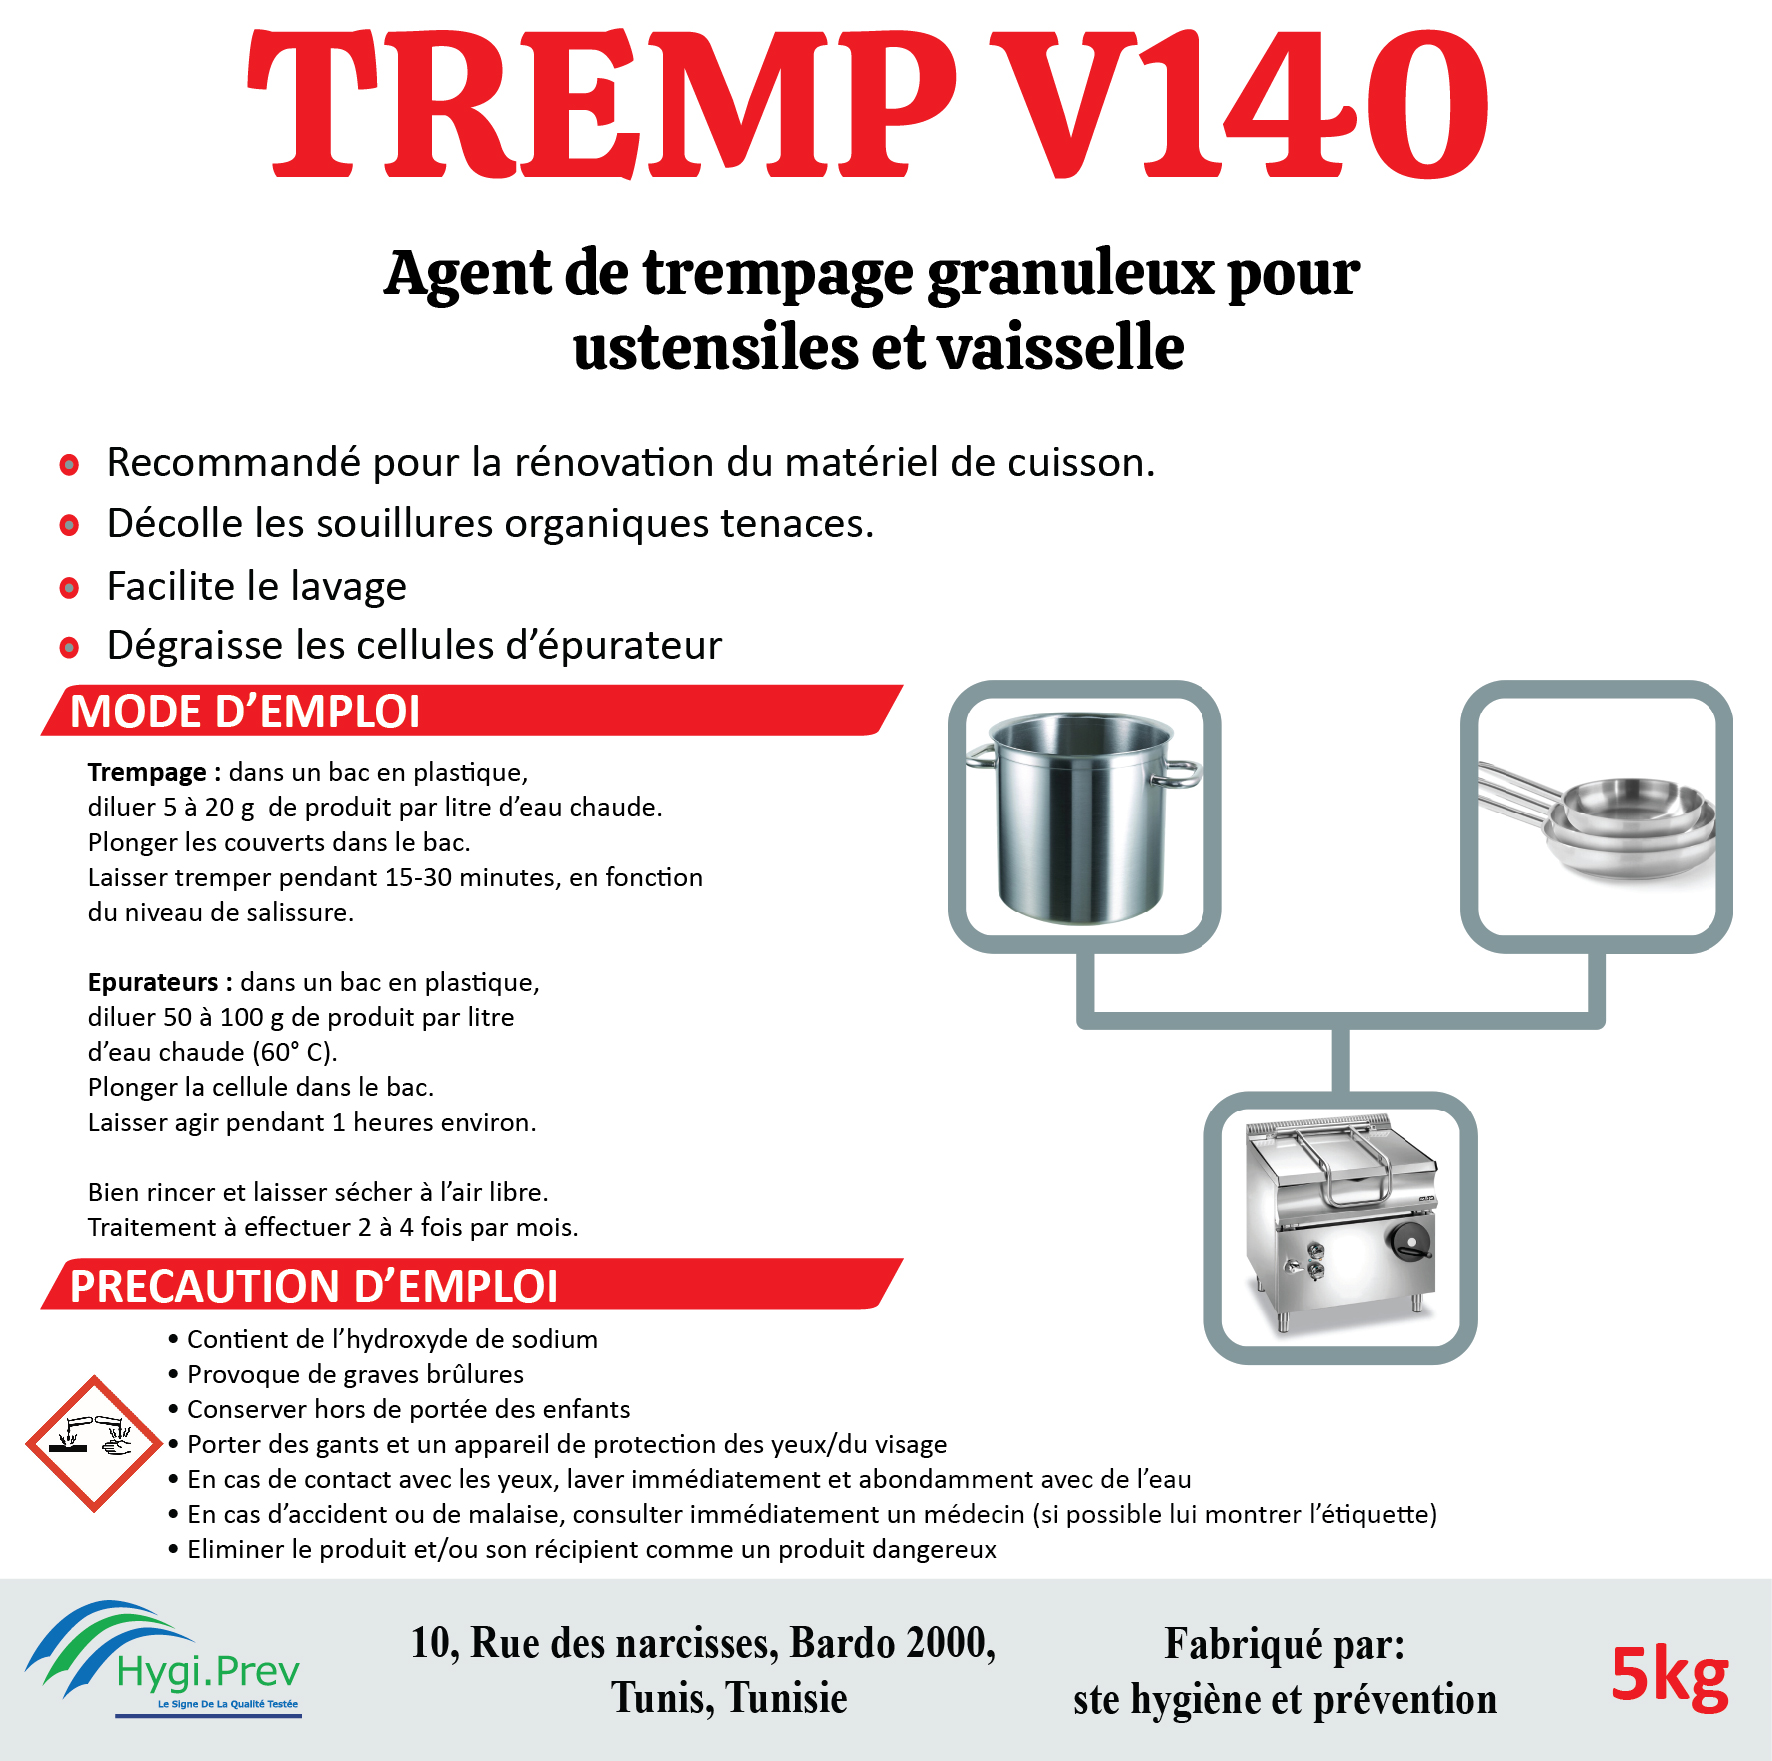 TREMP V140
Agent de trempage granuleux pour
ustensiles et vaisselle
Recommandé pour la rénovation du matériel de cuisson.
Décolle les souillures organiques tenaces.
Facilite le lavage
Dégraisse les cellules d’épurateur
MODE D’EMPLOI
Trempage : dans un bac en plastique,
diluer 5 à 20 g de produit par litre d’eau chaude.
Plonger les couverts dans le bac.
Laisser tremper pendant 15-30 minutes, en fonction
du niveau de salissure.
Epurateurs : dans un bac en plastique,
diluer 50 à 100 g de produit par litre
d’eau chaude (60° C).
Plonger la cellule dans le bac.
Laisser agir pendant 1 heures environ.
Bien rincer et laisser sécher à l’air libre.
Traitement à effectuer 2 à 4 fois par mois.
PRECAUTION D’EMPLOI
• Contient de l’hydroxyde de sodium
• Provoque de graves brûlures
• Conserver hors de portée des enfants
• Porter des gants et un appareil de protection des yeux/du visage
• En cas de contact avec les yeux, laver immédiatement et abondamment avec de l’eau
• En cas d’accident ou de malaise, consulter immédiatement un médecin (si possible lui montrer l’étiquette)
• Eliminer le produit et/ou son récipient comme un produit dangereux
Hygi.Prev
Le Signe De La Qualité Testée
10, Rue des narcisses, Bardo 2000,
Tunis, Tunisie
Fabriqué par:
ste hygiène et prévention
5kg